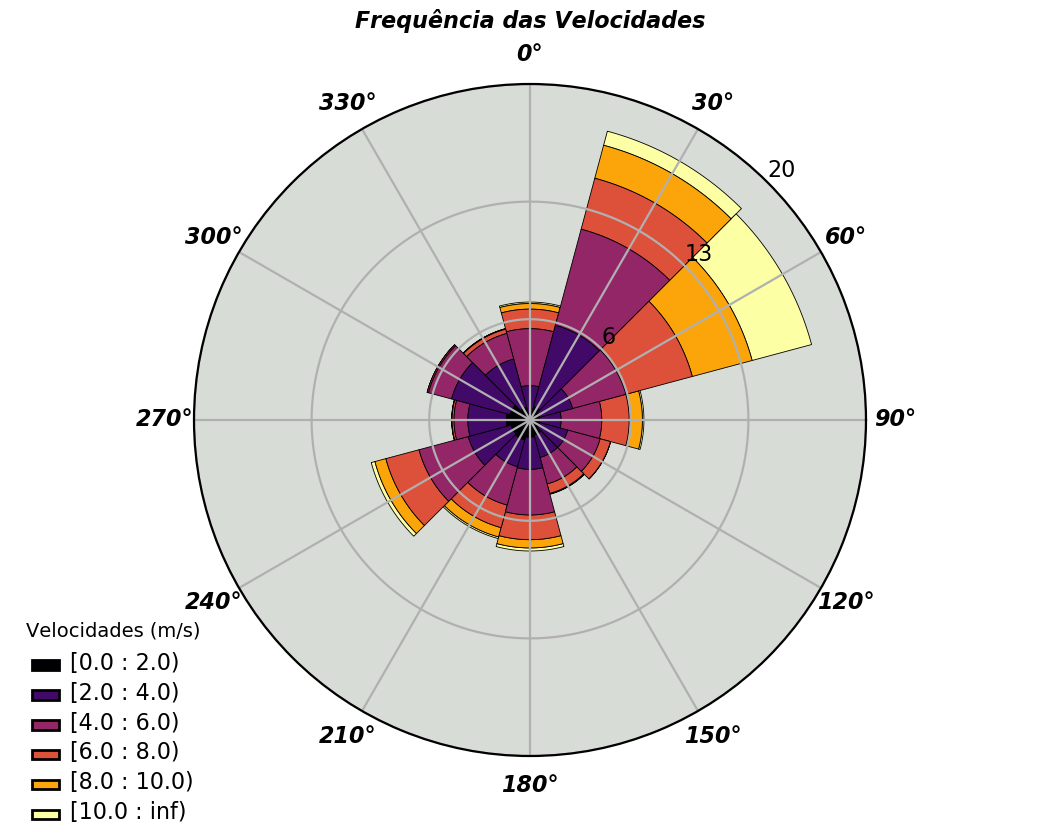 Frequência das Velocidades
0°
330°
30°
20
300°
60°
13
6
270°
90°
240°
120°
210°
150°
180°
Velocidades (m/s)
[0.0 : 2.0)
[2.0 : 4.0)
[4.0 : 6.0)
[6.0 : 8.0)
[8.0 : 10.0)
[10.0 : inf)